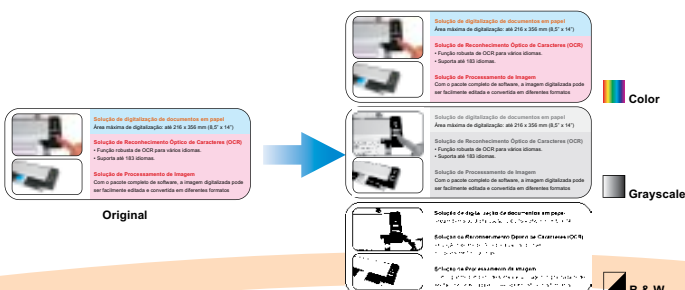 Solução de digitalização de documentos em papel
Área máxima de digitalização: até 216 x 356 mm (8,5" x 14")
Solução de Reconhecimento Óptico de Caracteres (OCR)
• Função robusta de OCR para vários idiomas.
• Suporta até 183 idiomas.
Solução de Processamento de Imagem
Com o pacote completo de software, a imagem digitalizada pode
ser facilmente editada e convertida em diferentes formatos
Original
Solução de digitalização de documentos em papel
Área máxima de digitalização: até 216 x 356 mm (8,5" x 14")
Solução de Reconhecimento Óptico de Caracteres (OCR)
• Função robusta de OCR para vários idiomas.
• Suporta até 183 idiomas.
Solução de Processamento de Imagem
Com o pacote completo de software, a imagem digitalizada pode
ser facilmente editada e convertida em diferentes formatos
Color
Solução de digitalização de documentos em papel
Área máxima de digitalização: até 216 x 356 mm (8,5" x 14")
Solução de Reconhecimento Óptico de Caracteres (OCR)
• Função robusta de OCR para vários idiomas.
• Suporta até 183 idiomas.
Solução de Processamento de Imagem
Com o pacote completo de software, a imagem digitalizada pode
ser facilmente editada e convertida em diferentes formatos
Grayscale
Solução de documentos em papel
Solução de Reconhecimento Óptico de Caracteres (OCR)
Solução de Processamento de Imagem
B & W